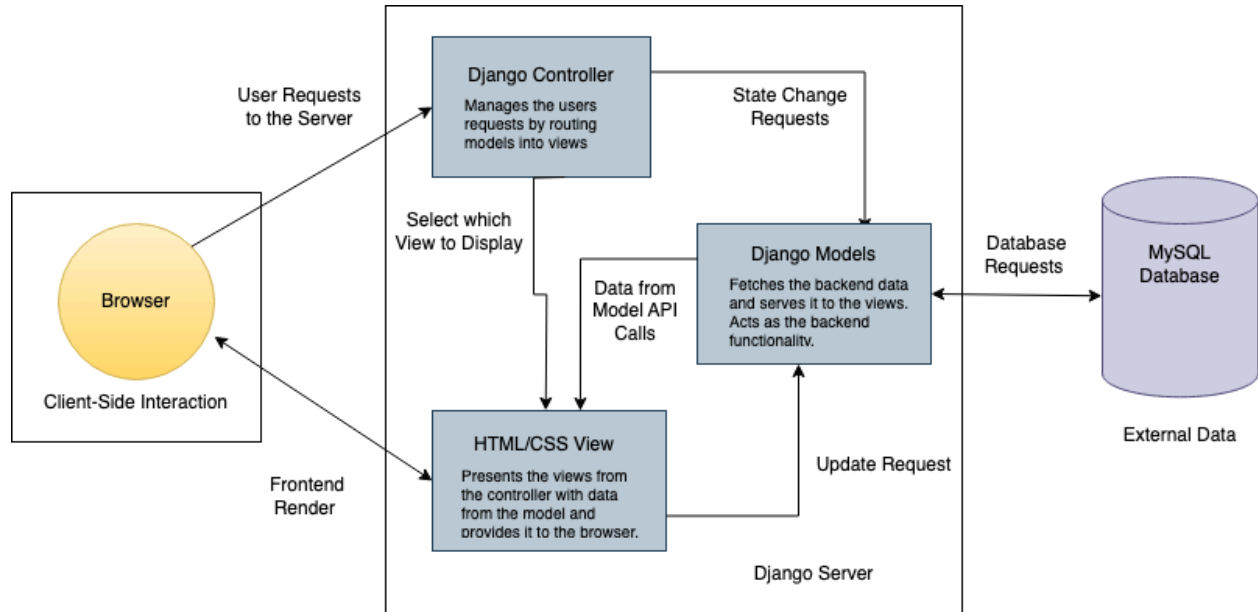 User Requests
to the Server
Django Controller
Manages the users
requests by routing
models into views
State Change
Requests
Select which
View to Display
Browser
Client-Side Interaction
Data from
Model API
Calls
Django Models
Fetches the backend data
and serves it to the views.
Acts as the backend
functionality.
Database
Requests
MySQL
Database
External Data
HTML/CSS View
Presents the views from
the controller with data
from the model and
provides it to the browser.
Frontend
Render
Update Request
Django Server